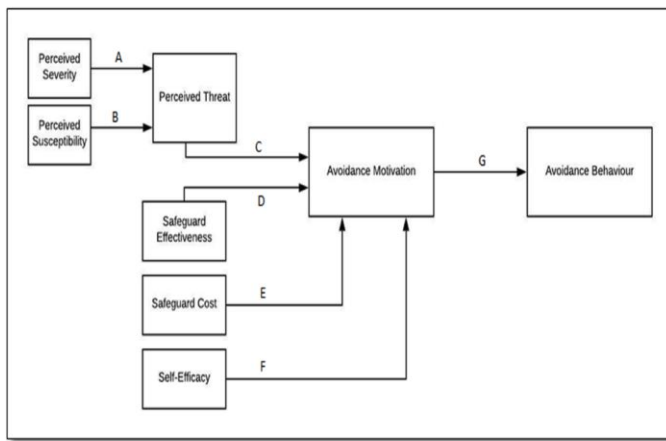 Perceived
Severity
A
Perceived Threat
Perceived
Susceptibility
B
C
Avoidance Motivation
G
Avoidance Behaviour
D
Safeguard
Effectiveness
Safeguard Cost
E
Self-Efficacy
F